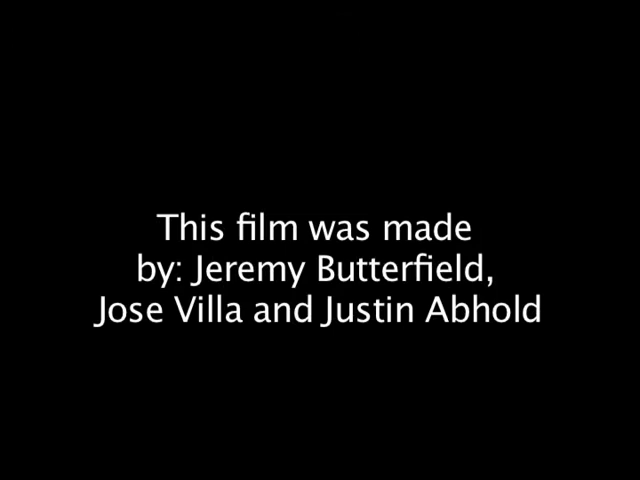 This film was made
by: Jeremy Butterfield,
Jose Villa and Justin Abhold